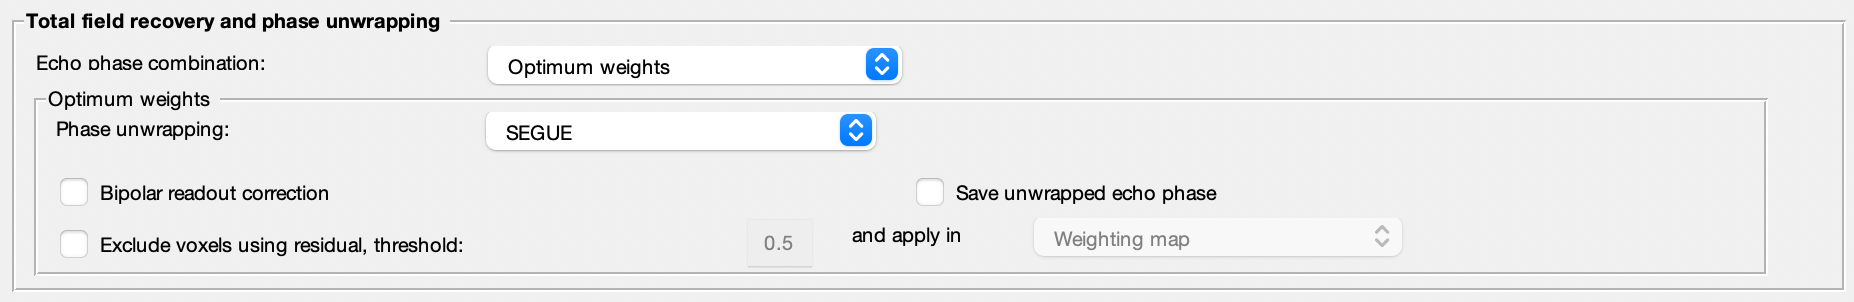 Total field recovery and phase unwrapping
Echo phase combination: Optimum weights
Optimum weights
Phase unwrapping: SEGUE
Bipolar readout correction Save unwrapped echo phase
Exclude voxels using residual, threshold: 0.5 and apply in Weighting map